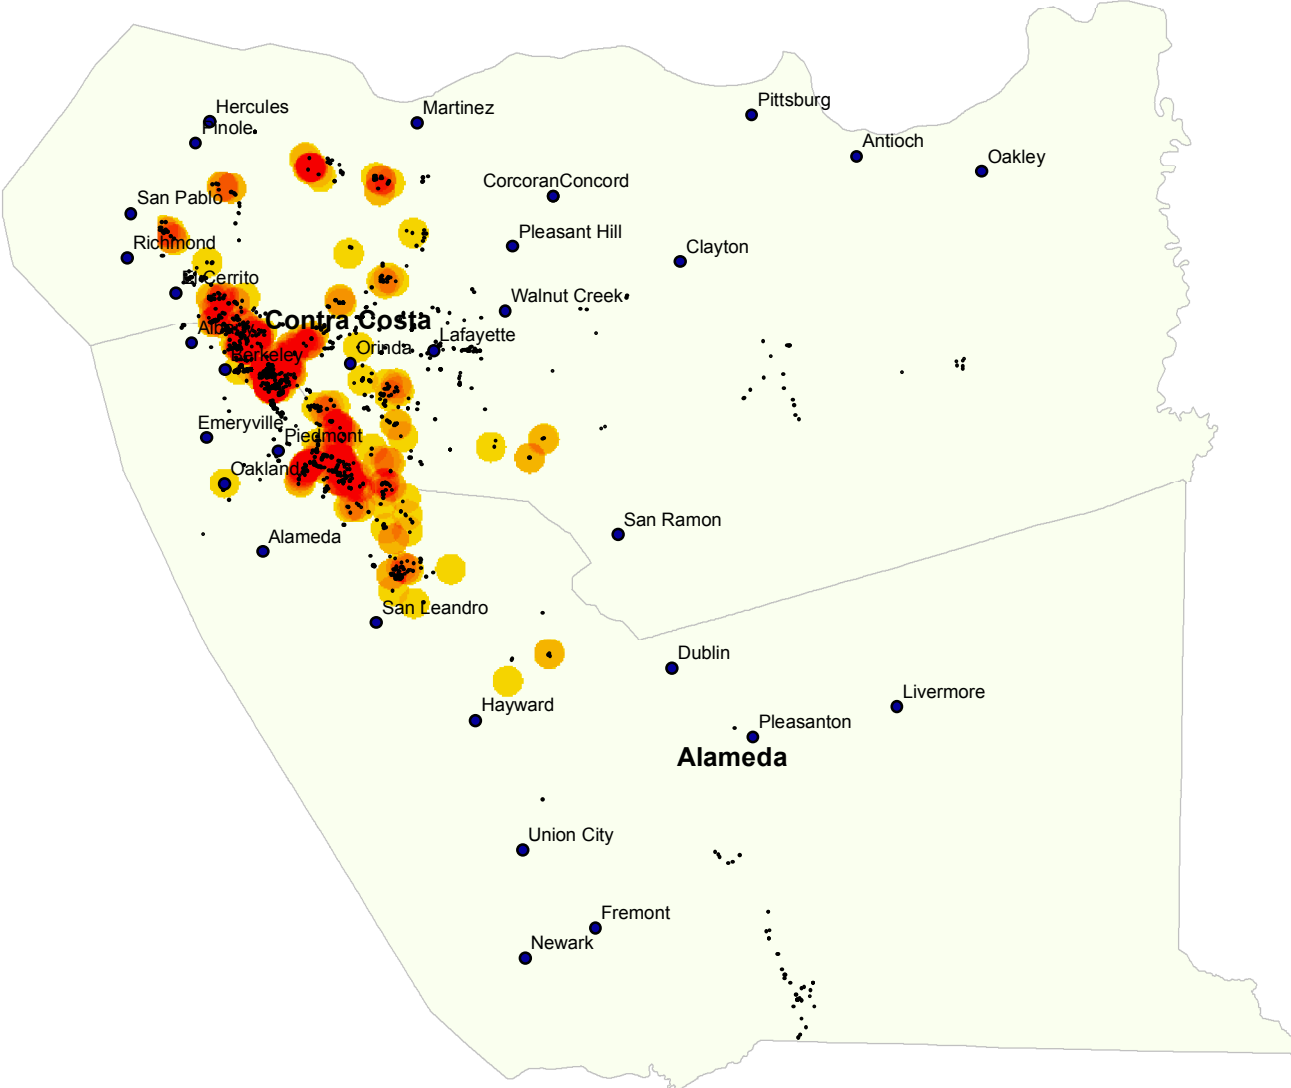 Pittsburg
Hercules
Martinez
Pinole
Antioch
Oakley
CorcoranConcord
San Pablo
Pleasant Hill
Richmond
Clayton
El Cerrito
Walnut Creek
Contra Costa
Albany
Lafayette
Orinda
Berkeley
Emeryville
Piedmont
Oakland
San Ramon
Alameda
San Leandro
Dublin
Livermore
Hayward
Pleasanton
Alameda
Union City
Fremont
Newark